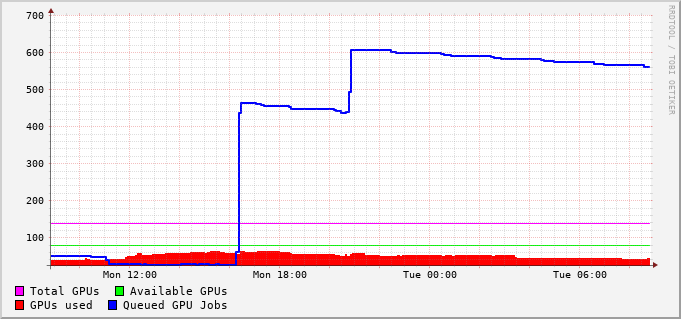 700
600
500
400
300
200
100
Mon 12:00 Mon 18:00 Tue 00:00 Tue 06:00
Total GPUs Available GPUs
GPUs used Queued GPU Jobs
RRDTOOL / TOBI OETIKER